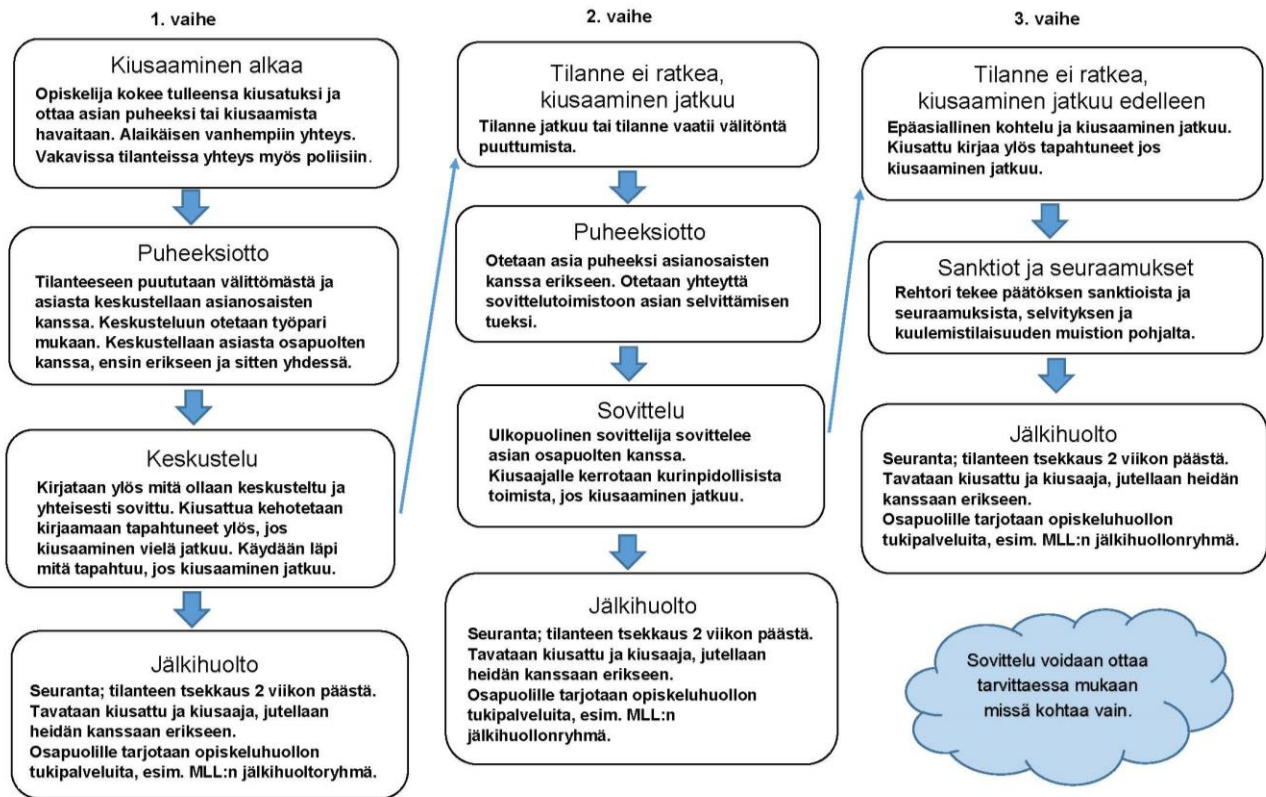 1. vaihe
Kiusaaminen alkaa
Opiskelija kokee tulleensa kiusatuksi ja
ottaa asian puheeksi tai kiusaamista
havaitaan. Alaikäisen vanhempiin yhteys.
Vakavissa tilanteissa yhteys myös poliisiin.
Puheeksiotto
Tilanteeseen puututaan välittömästä ja
asiasta keskustellaan asianosaisten
kanssa. Keskusteluun otetaan työpari
mukaan. Keskustellaan asiasta osapuolten
kanssa, ensin erikseen ja sitten yhdessä.
Keskustelu
Kirjataan ylös mitä ollaan keskusteltu ja
yhteisesti sovittu. Kiusattua kehotetaan
kirjaamaan tapahtuneet ylös, jos
kiusaaminen vielä jatkuu. Käydään läpi
mitä tapahtuu, jos kiusaaminen jatkuu.
Jälkihuolto
Seuranta; tilanteen tsekkaus 2 viikon päästä.
Tavataan kiusattu ja kiusaaja, jutellaan
heidän kanssaan erikseen.
Osapuolille tarjotaan opiskeluhuollon
tukipalveluita, esim. MLL:n jälkihuoltoryhmä.
2. vaihe
Tilanne ei ratkea,
kiusaaminen jatkuu
Tilanne jatkuu tai tilanne vaatii välitöntä
puuttumista.
Puheeksiotto
Otetaan asia puheeksi asianosaisten
kanssa erikseen. Otetaan yhteyttä
sovittelutoimistoon asian selvittämisen
tueksi.
Sovittelu
Ulkopuolinen sovittelija sovittelee
asian osapuolten kanssa.
Kiusaajalle kerrotaan kurinpidollisista
toimista, jos kiusaaminen jatkuu.
Jälkihuolto
Seuranta; tilanteen tsekkaus 2 viikon päästä.
Tavataan kiusattu ja kiusaaja, jutellaan
heidän kanssaan erikseen.
Osapuolille tarjotaan opiskeluhuollon
tukipalveluita, esim. MLL:n
jälkihuollonryhmä.
3. vaihe
Tilanne ei ratkea,
kiusaaminen jatkuu edelleen
Epäasiallinen kohtelu ja kiusaaminen jatkuu.
Kiusattu kirjaa ylös tapahtuneet jos
kiusaaminen jatkuu.
Sanktiot ja seuraamukset
Rehtori tekee päätöksen sanktioista ja
seuraamuksista, selvityksen ja
kuulemistilaisuuden muistion pohjalta.
Jälkihuolto
Seuranta; tilanteen tsekkaus 2 viikon päästä.
Tavataan kiusattu ja kiusaaja, jutellaan heidän
kanssaan erikseen.
Osapuolille tarjotaan opiskeluhuollon
tukipalveluita, esim. MLL:n jälkihuollonryhmä.
Sovittelu voidaan ottaa
tarvittaessa mukaan
missä kohtaa vain.